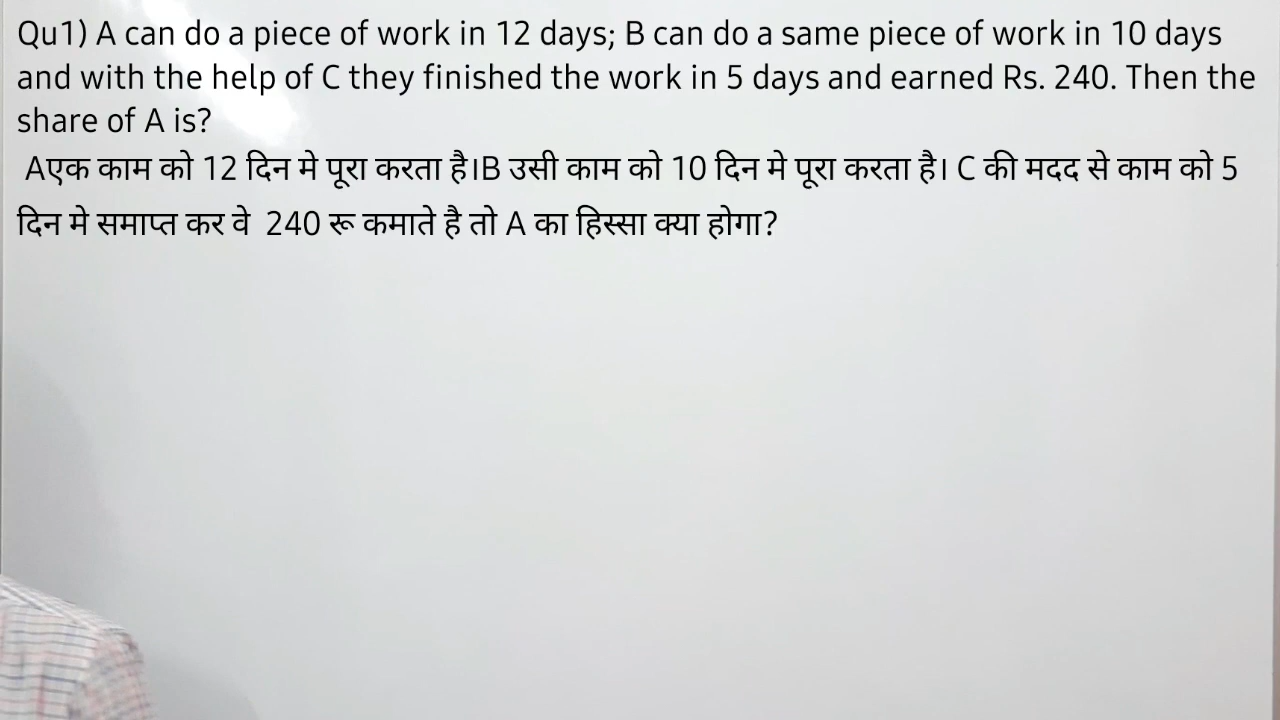 Qu1) A can do a piece of work in 12 days; B can do a same piece of work in 10 days
and with the help of C they finished the work in 5 days and earned Rs. 240. Then the
share of A is?
Aएक काम को 12 दिन मे पूरा करता है।B उसी काम को 10 दिन मे पूरा करता है। C की मदद से काम को 5
दिन मे समाप्त कर वे 240 रू कमाते है तो A का हिस्सा क्या होगा?